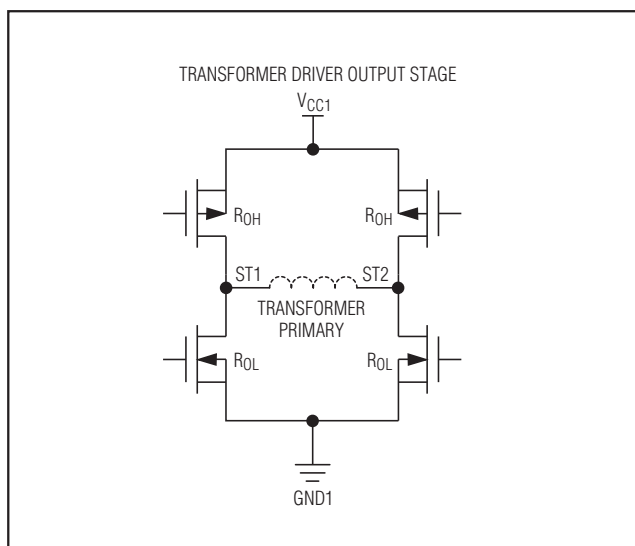 TRANSFORMER DRIVER OUTPUT STAGE
VCC1
ROH ROH
ST1 ST2
TRANSFORMER
PRIMARY
ROL ROL
GND1